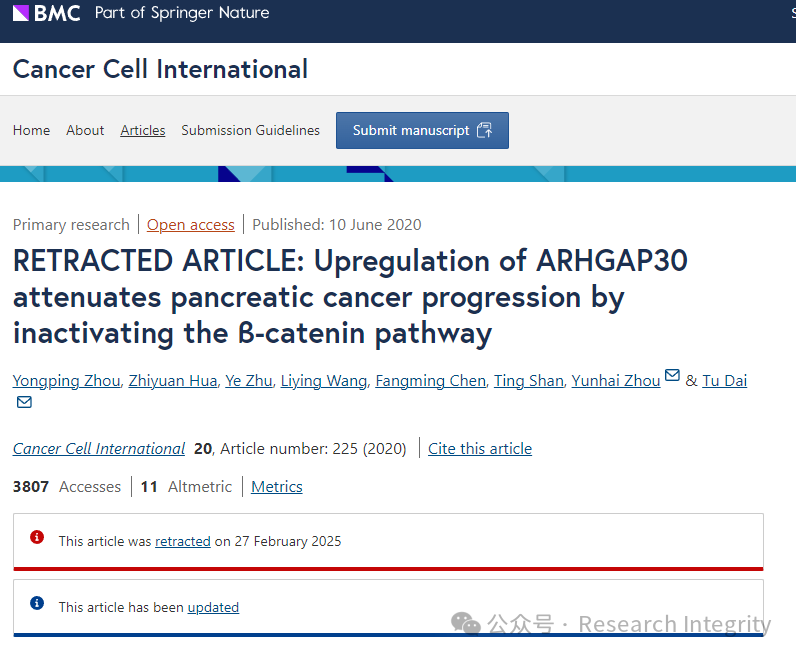 BMC Part of Springer Nature
Cancer Cell International
Home About Articles Submission Guidelines Submit manuscript
Primary research Open access Published: 10 June 2020
RETRACTED ARTICLE: Upregulation of ARHGAP30
attenuates pancreatic cancer progression by
inactivating the ß-catenin pathway
Yongping Zhou, Zhiyuan Hua, Ye Zhu, Liying Wang, Fangming Chen, Ting Shan, Yunhai Zhou & Tu Dai
Cancer Cell International 20, Article number: 225 (2020) Cite this article
3807 Accesses 11 Altmetric Metrics
This article was retracted on 27 February 2025
This article has been updated
公众号 · Research Integrity